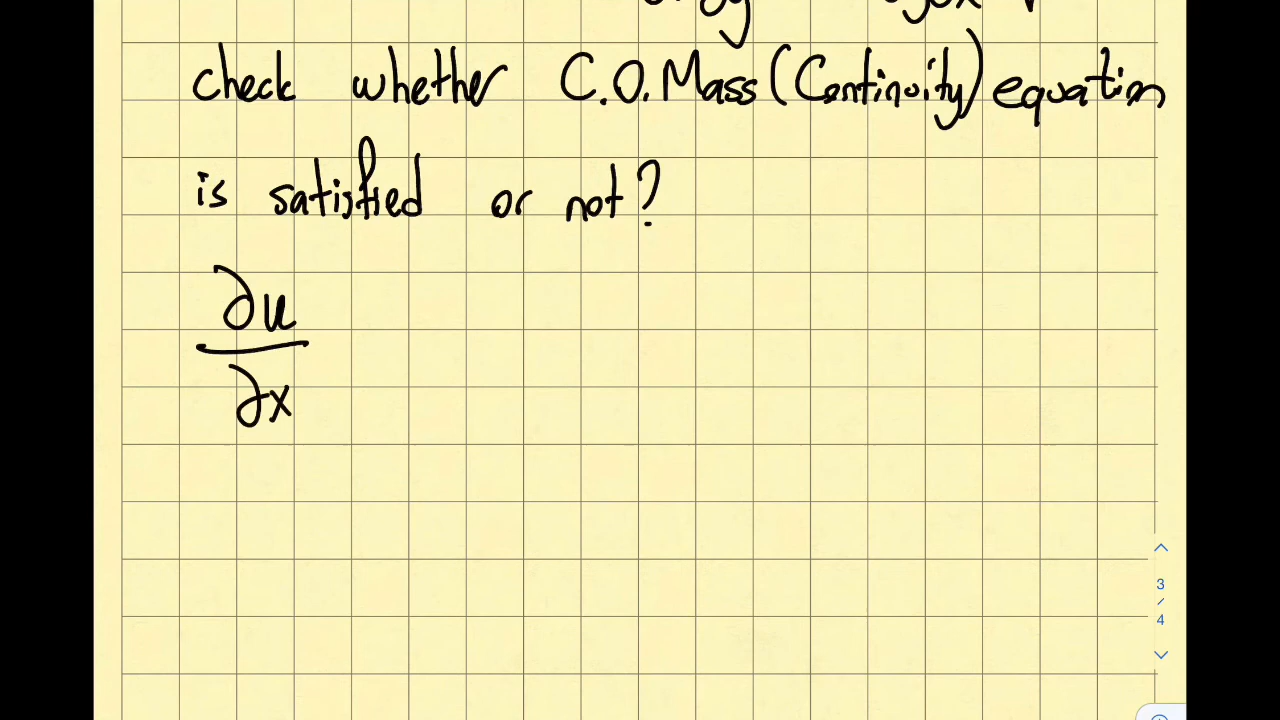 check whether C.O.Mass (Continuity) equation
is satisfied or not?
∂u
∂x
3
/
4